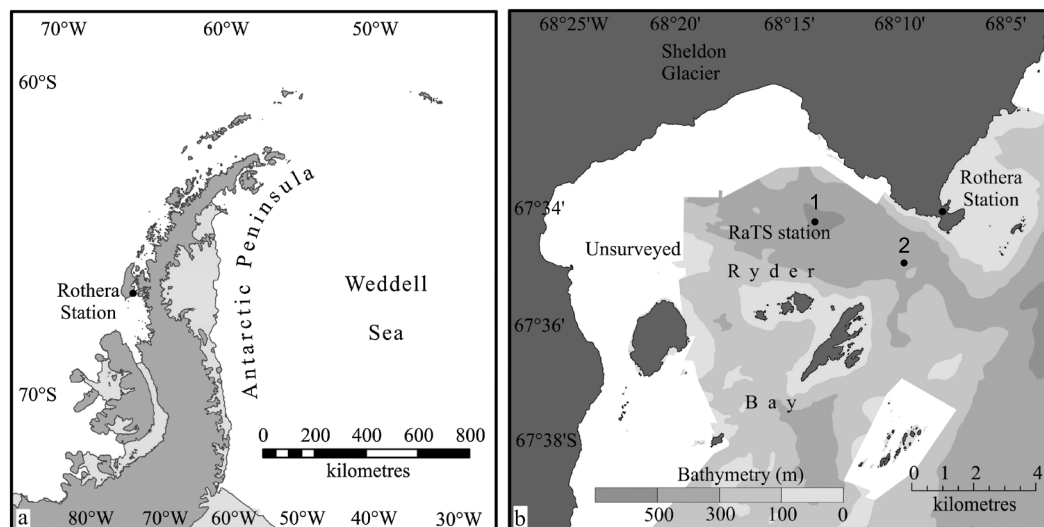 70°W 60°W 50°W
60°S
Antarctic Peninsula
Rothera
Station
Weddell
Sea
70°S
0 200 400 600 800
kilometres
a
80°W 70°W 60°W 50°W 40°W 30°W
b
68°25'W 68°20' 68°15' 68°10' 68°5'
Sheldon
Glacier
67°34'
1
RaTS station
Rothera
Station
2
Unsurveyed
Ryder
67°36'
Bay
67°38'S
Bathymetry (m)
500 300 100 0
0 1 2 4
kilometres